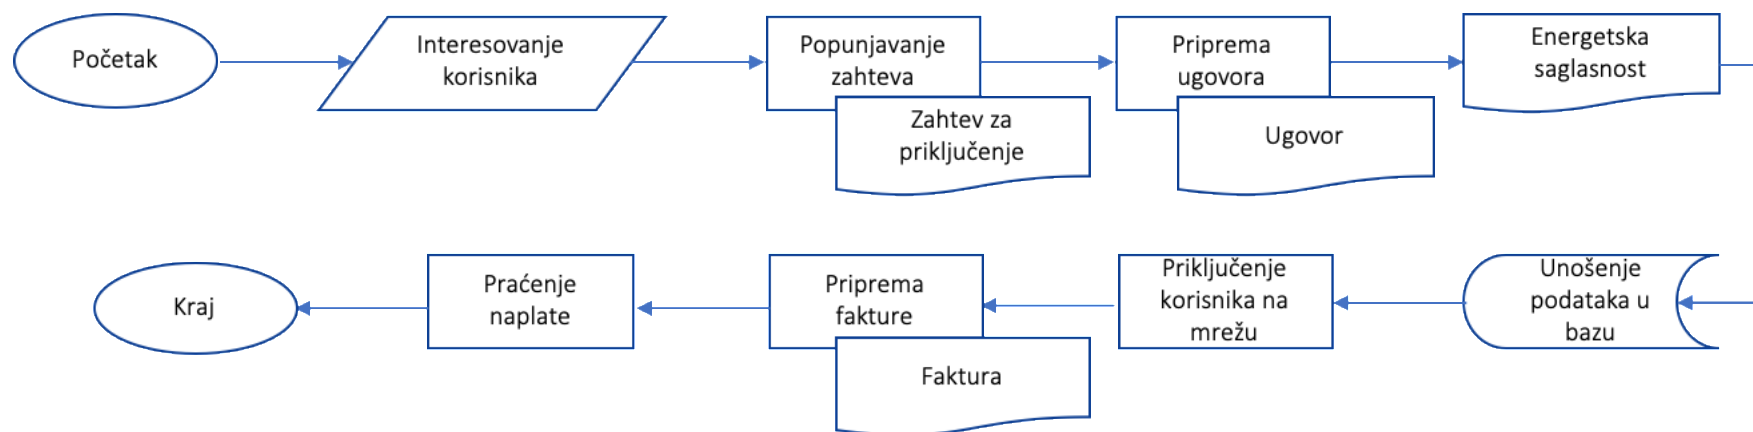 Početak
Interesovanje
korisnika
Popunjavanje
zahteva
Zahtev za
priključenje
Priprema
ugovora
Ugovor
Energetska
saglasnost
Unošenje
podataka u
bazu
Priključenje
korisnika na
mrežu
Priprema
fakture
Faktura
Praćenje
naplate
Kraj